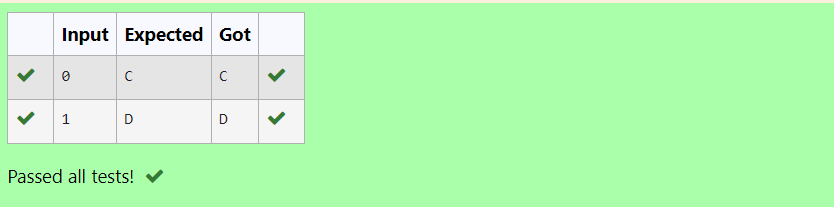 Input Expected Got
0 C C
1 D D
Passed all tests!